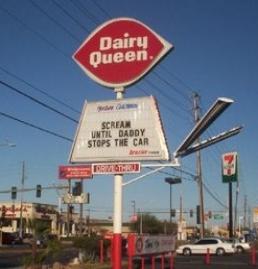 Dairy
Queen
SCREAM
UNTIL DADDY
STOPS THE CAR
DRIVE-THRU
7